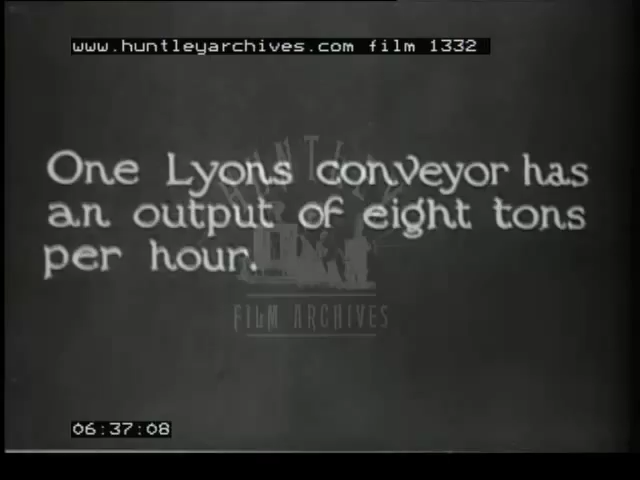 www.huntleyarchives.com film 1332
One Lyons conveyor has
an output of eight tons
per hour.
HUNTLEY
FILM ARCHIVES
06:37:08